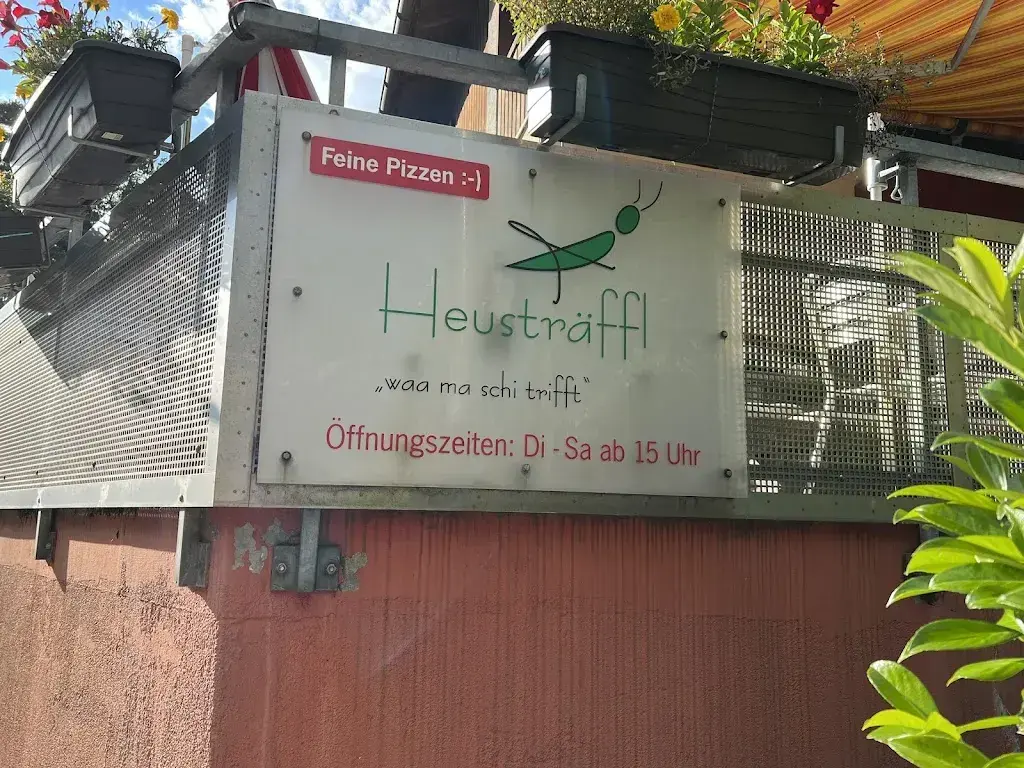 Feine Pizzen :-)
Heusträffl
„waa ma schi trifft“
Öffnungszeiten: Di - Sa ab 15 Uhr